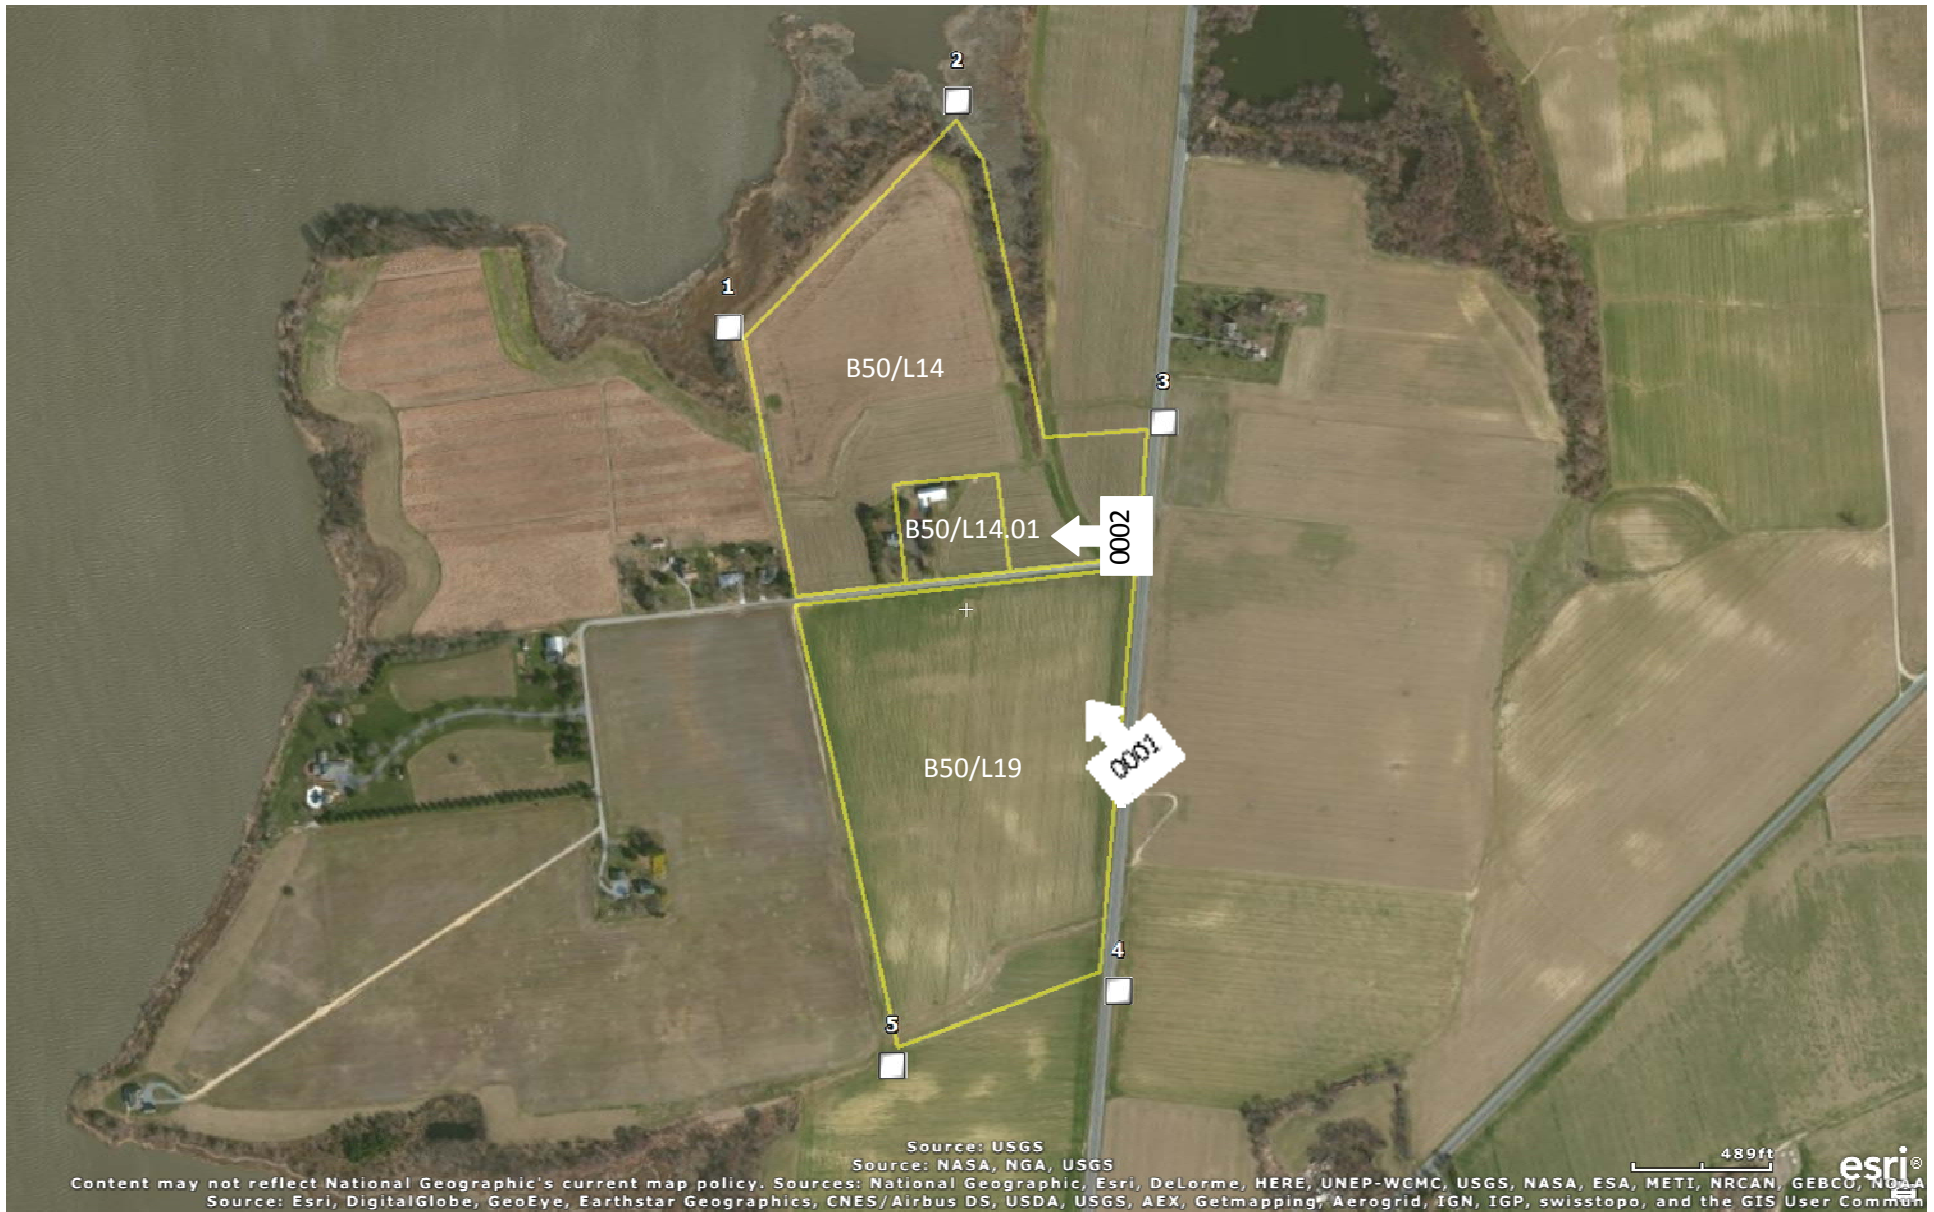 2
1
B50/L14
3
B50/L14.01
0002
B50/L19
0001
4
5
Source: USGS
Source: NASA, NGA, USGS
489ft
esri®
Content may not reflect National Geographic's current map policy. Sources: National Geographic, Esri, DeLorme, HERE, UNEP-WCMC, USGS, NASA, ESA, METI, NRCAN, GEBCO, NOAA
Source: Esri, DigitalGlobe, GeoEye, Earthstar Geographics, CNES/Airbus DS, USDA, USGS, AEX, Getmapping, Aerogrid, IGN, IGP, swisstopo, and the GIS User Commun